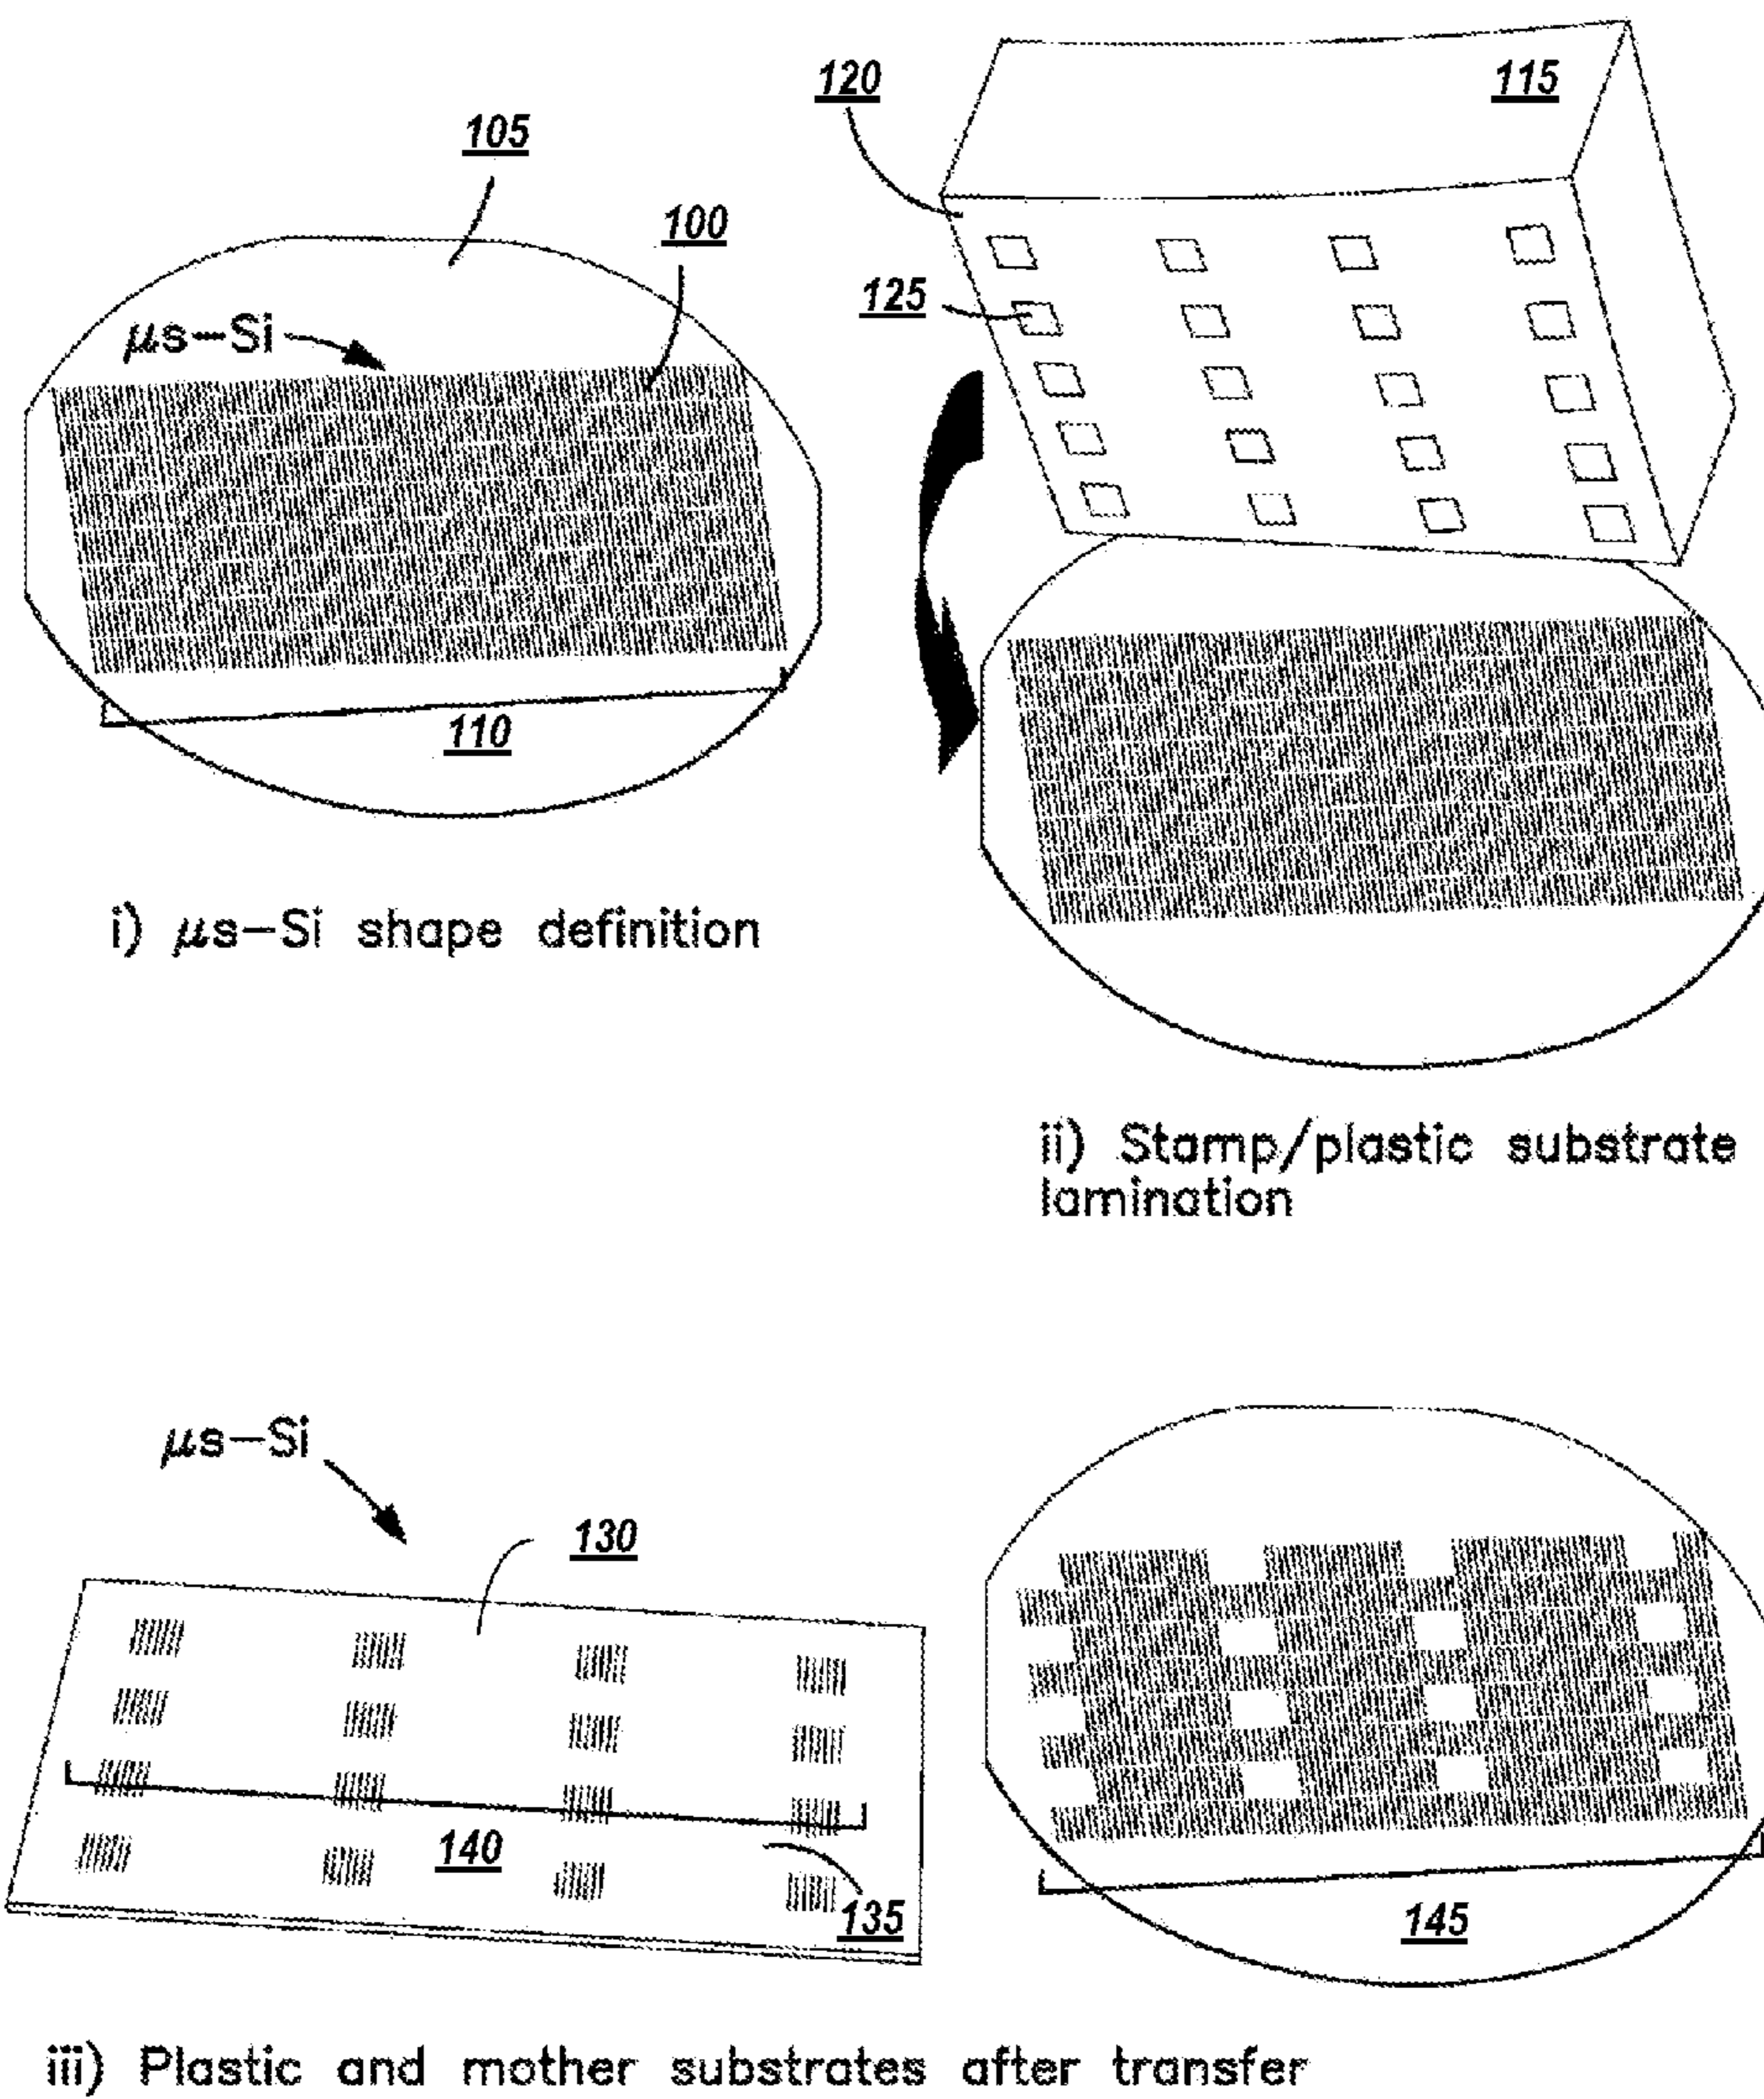 105
100
μs-Si
110
i) μs-Si shape definition
120
115
125
ii) Stamp/plastic substrate
lamination
μs-Si
130
140
135
145
iii) Plastic and mother substrates after transfer